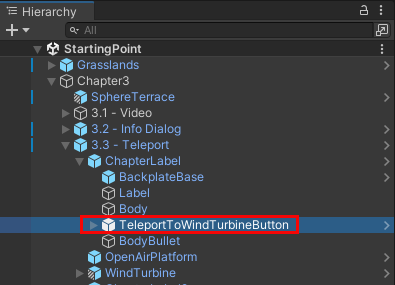 Hierarchy
All
StartingPoint
Grasslands
Chapter3
SphereTerrace
3.1 - Video
3.2 - Info Dialog
3.3 - Teleport
ChapterLabel
BackplateBase
Label
Body
TeleportToWindTurbineButton
BodyBullet
OpenAirPlatform
WindTurbine